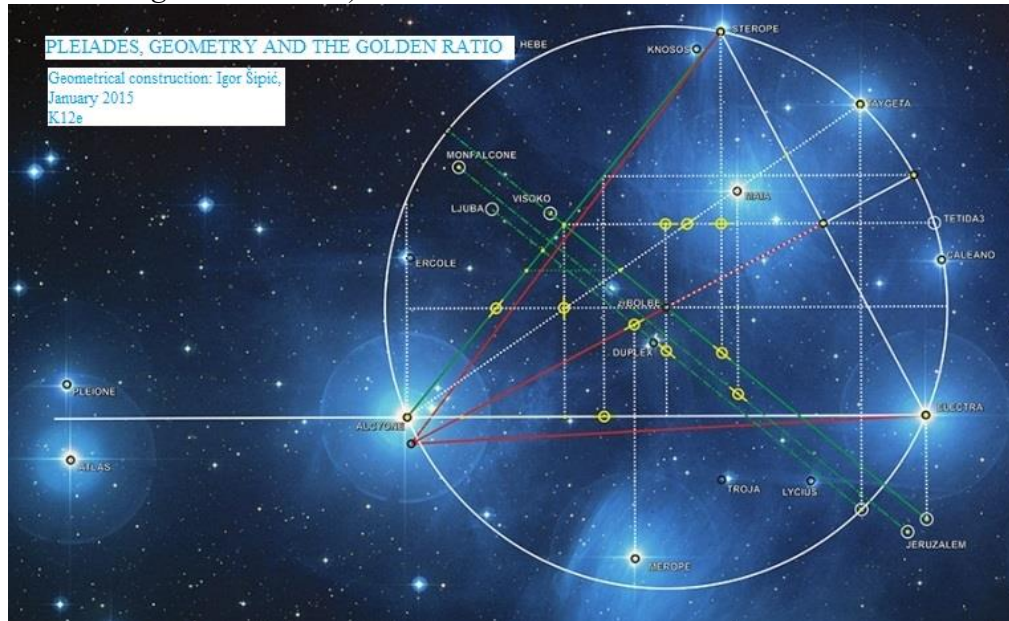 STEROPE
PLEIADES, GEOMETRY AND THE GOLDEN RATIO
HEBE
KNOSOS
Geometrical construction: Igor Šipić,
January 2015
K12e
TAYGETA
MONFALCONE
VISOKO
MAIA
LJUBA
TETIDA3
ERCOLE
CALEANO
BOLBE
DUPLEX
PLEIONE
ELECTRA
ALCYONE
ATLAS
TROJA
LYCIUS
JERUZALEM
MEROPE